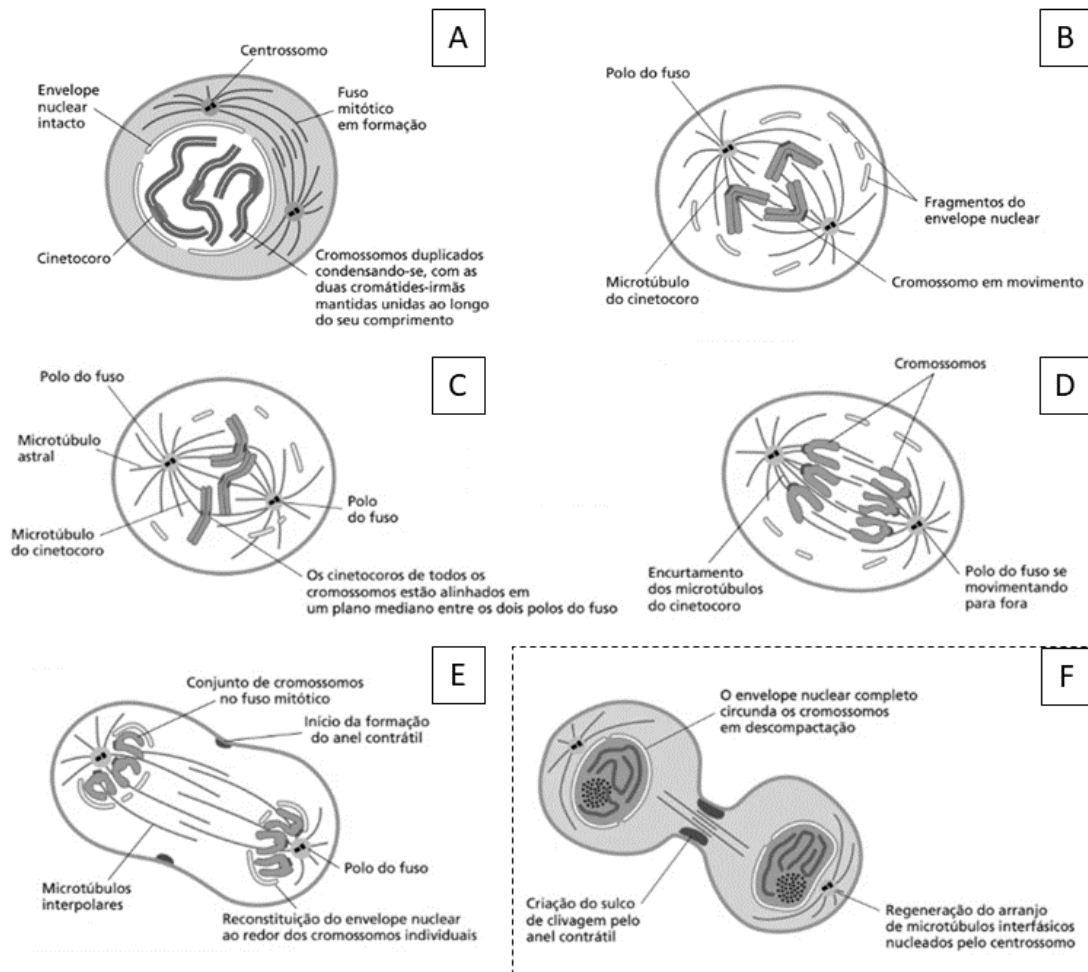 A
Centrossomo
Envelope
nuclear
intacto
Fuso
mitótico
em formação
Cinetocoro
Cromossomos duplicados
condensando-se, com as
duas cromátides-irmãs
mantidas unidas ao longo
do seu comprimento
B
Polo do fuso
Fragmentos do
envelope nuclear
Microtúbulo
do cinetocoro
Cromossomo em movimento
C
Polo do fuso
Microtúbulo
astral
Microtúbulo
do cinetocoro
Polo
do fuso
Os cinetocoros de todos os
cromossomos estão alinhados em
um plano mediano entre os dois polos do fuso
D
Cromossomos
Encurtamento
dos microtúbulos
do cinetocoro
Polo do fuso se
movimentando
para fora
E
Conjunto de cromossomos
no fuso mitótico
Início da formação
do anel contrátil
Polo do fuso
Microtúbulos
interpolares
Reconstituição do envelope nuclear
ao redor dos cromossomos individuais
F
O envelope nuclear completo
circunda os cromossomos
em descompactação
Criação do sulco
de clivagem pelo
anel contrátil
Regeneração do arranjo
de microtúbulos interfásicos
nucleados pelo centrossomo